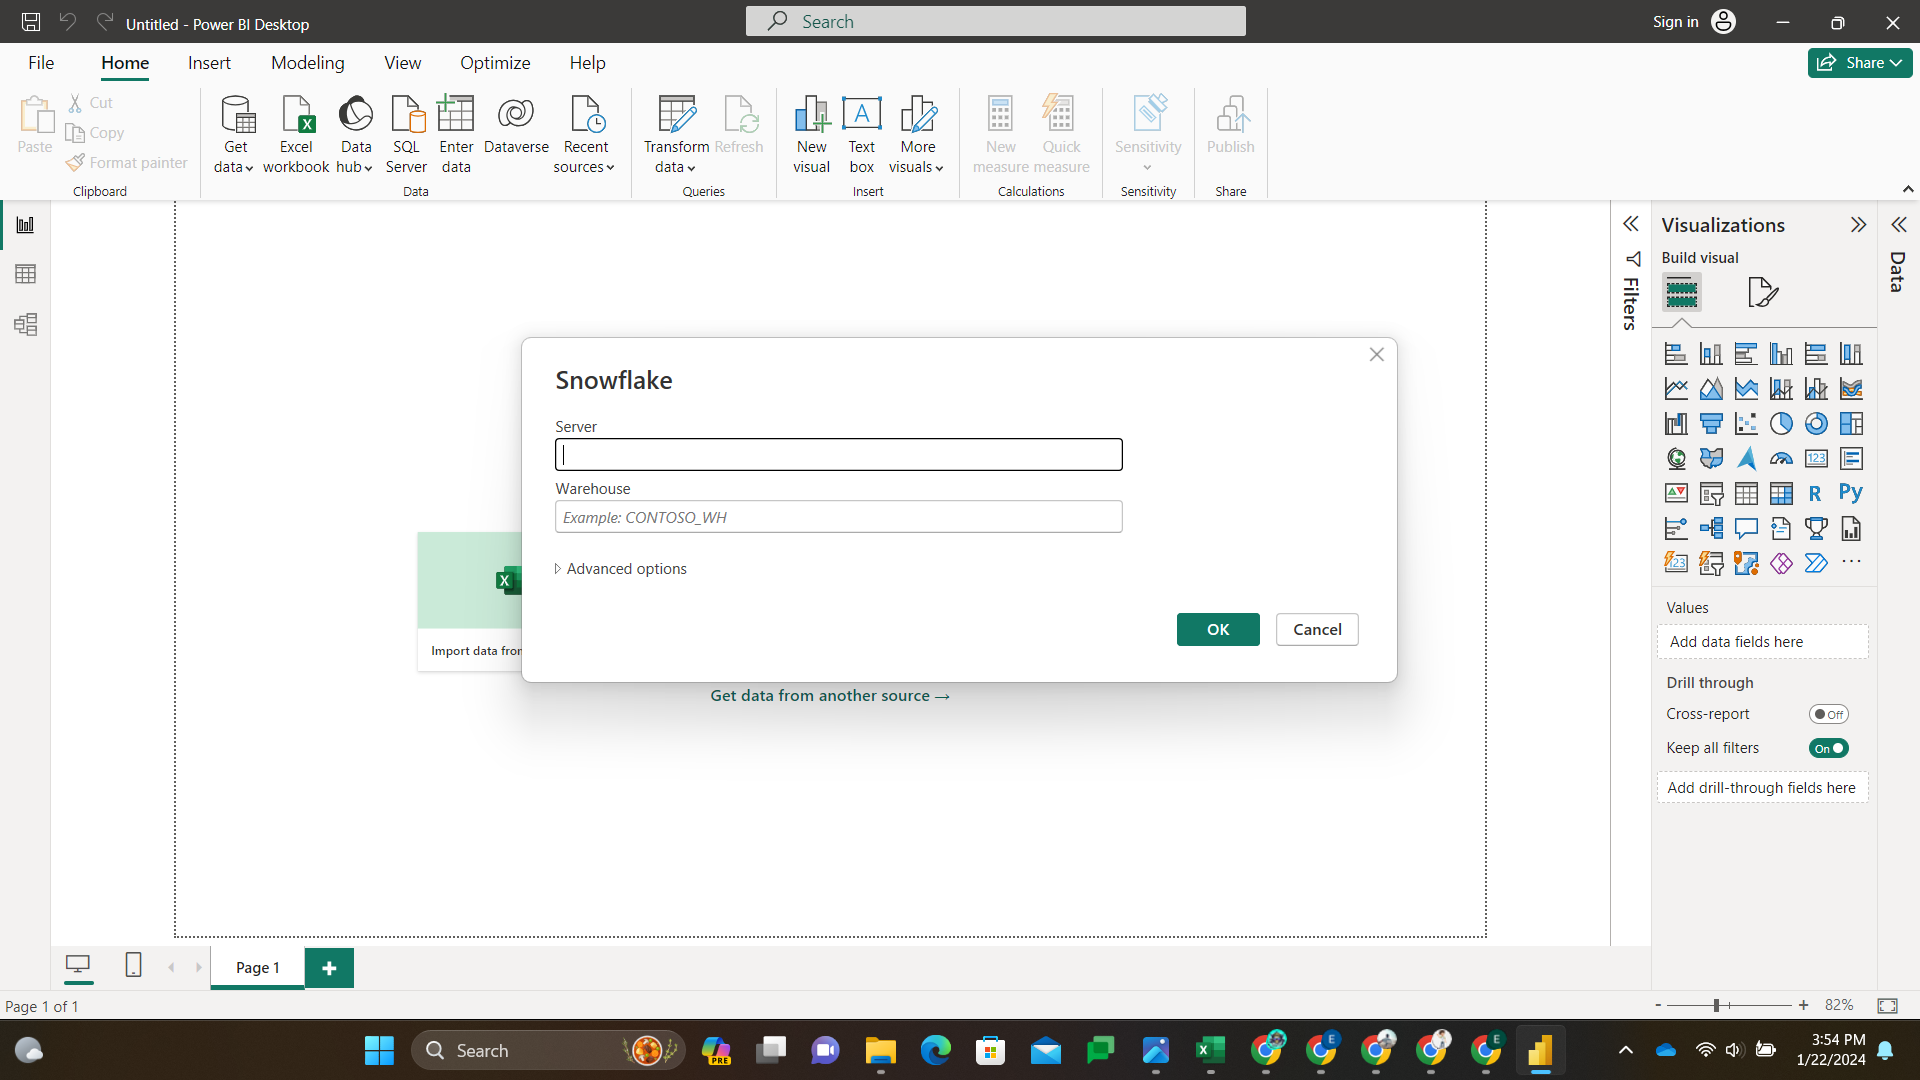 Untitled - Power BI Desktop
Search
Sign in
File
Home
Insert
Modeling
View
Optimize
Help
Share
Paste
Cut
Copy
Format painter
Clipboard
Get data
Excel workbook
Data hub
SQL Server
Enter data
Dataverse
Recent sources
Data
Transform data
Refresh
Queries
New visual
Text box
More visuals
Insert
New measure
Quick measure
Calculations
Sensitivity
Sensitivity
Publish
Share
Filters
Visualizations
Build visual
Data
Snowflake
Server
Warehouse
Example: CONTOSO_WH
Advanced options
OK
Cancel
Import data fro
Get data from another source →
123
R
Py
123
Values
Add data fields here
Drill through
Cross-report
Off
Keep all filters
On
Add drill-through fields here
Page 1
Page 1 of 1
- + 82%
Search
PRE
3:54 PM
1/22/2024